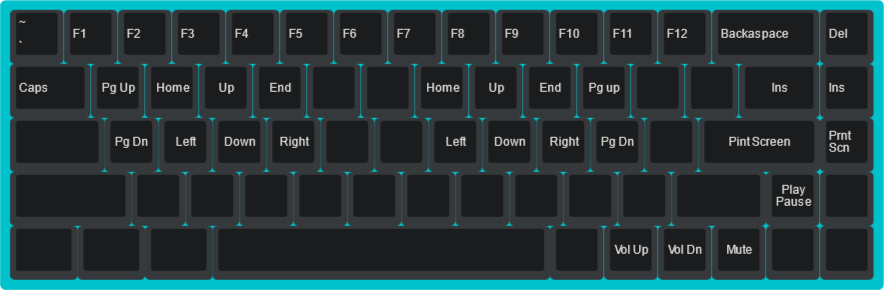 ~
` F1 F2 F3 F4 F5 F6 F7 F8 F9 F10 F11 F12 Backaspace Del
Caps Pg Up Home Up End Home Up End Pg up Ins Ins
Pg Dn Left Down Right Left Down Right Pg Dn Pint Screen Prnt
Scn
Play
Pause
Vol Up Vol Dn Mute